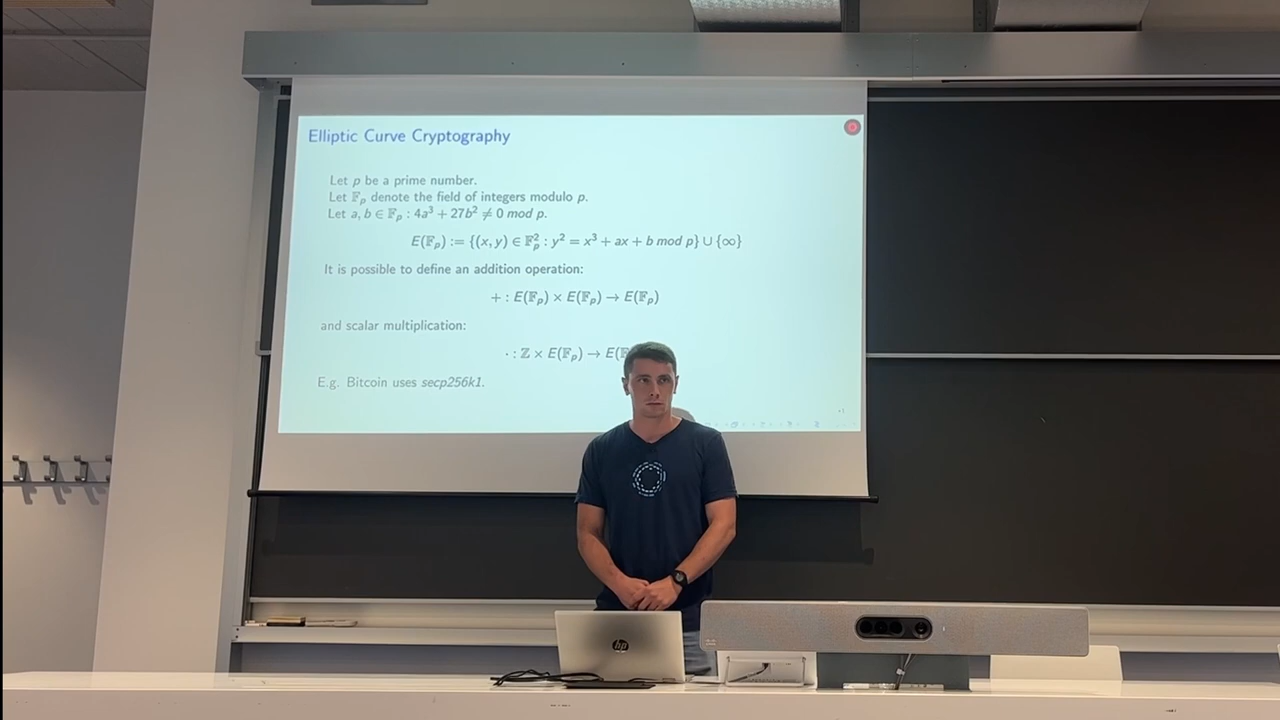 Elliptic Curve Cryptography
Let p be a prime number.
Let 𝔽ₚ denote the field of integers modulo p.
Let a, b ∈ 𝔽ₚ : 4a³ + 27b² ≠ 0 mod p.
E(𝔽ₚ) := {(x, y) ∈ 𝔽ₚ² : y² = x³ + ax + b mod p} ∪ {∞}
It is possible to define an addition operation:
+ : E(𝔽ₚ) × E(𝔽ₚ) → E(𝔽ₚ)
and scalar multiplication:
· : ℤ × E(𝔽ₚ) → E(𝔽
E.g. Bitcoin uses secp256k1.
hp